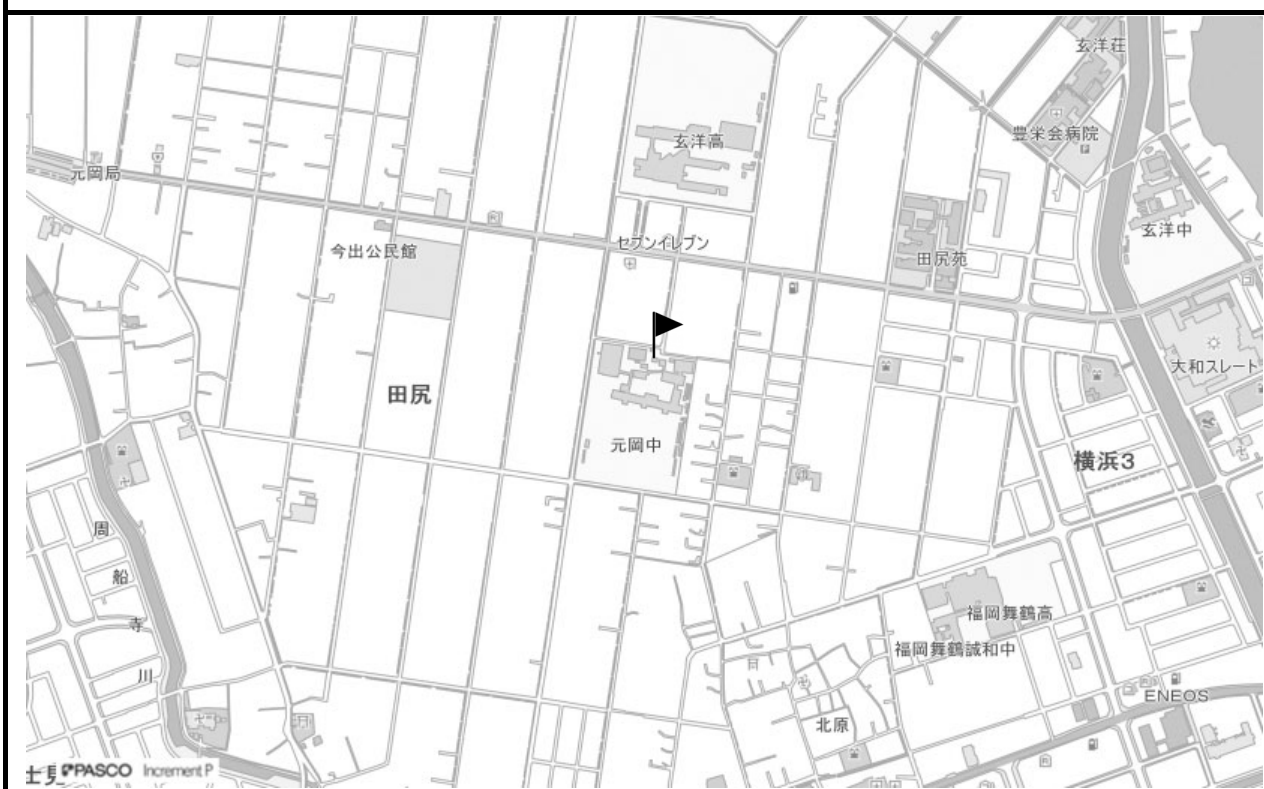 玄洋荘
豊栄会病院
玄洋高
元岡局
玄洋中
セブンイレブン
今出公民館
田尻苑
大和スレート
田尻
元岡中
横浜3
周船寺川
福岡舞鶴高
福岡舞鶴誠和中
ENEOS
北原
PASCO Increment P